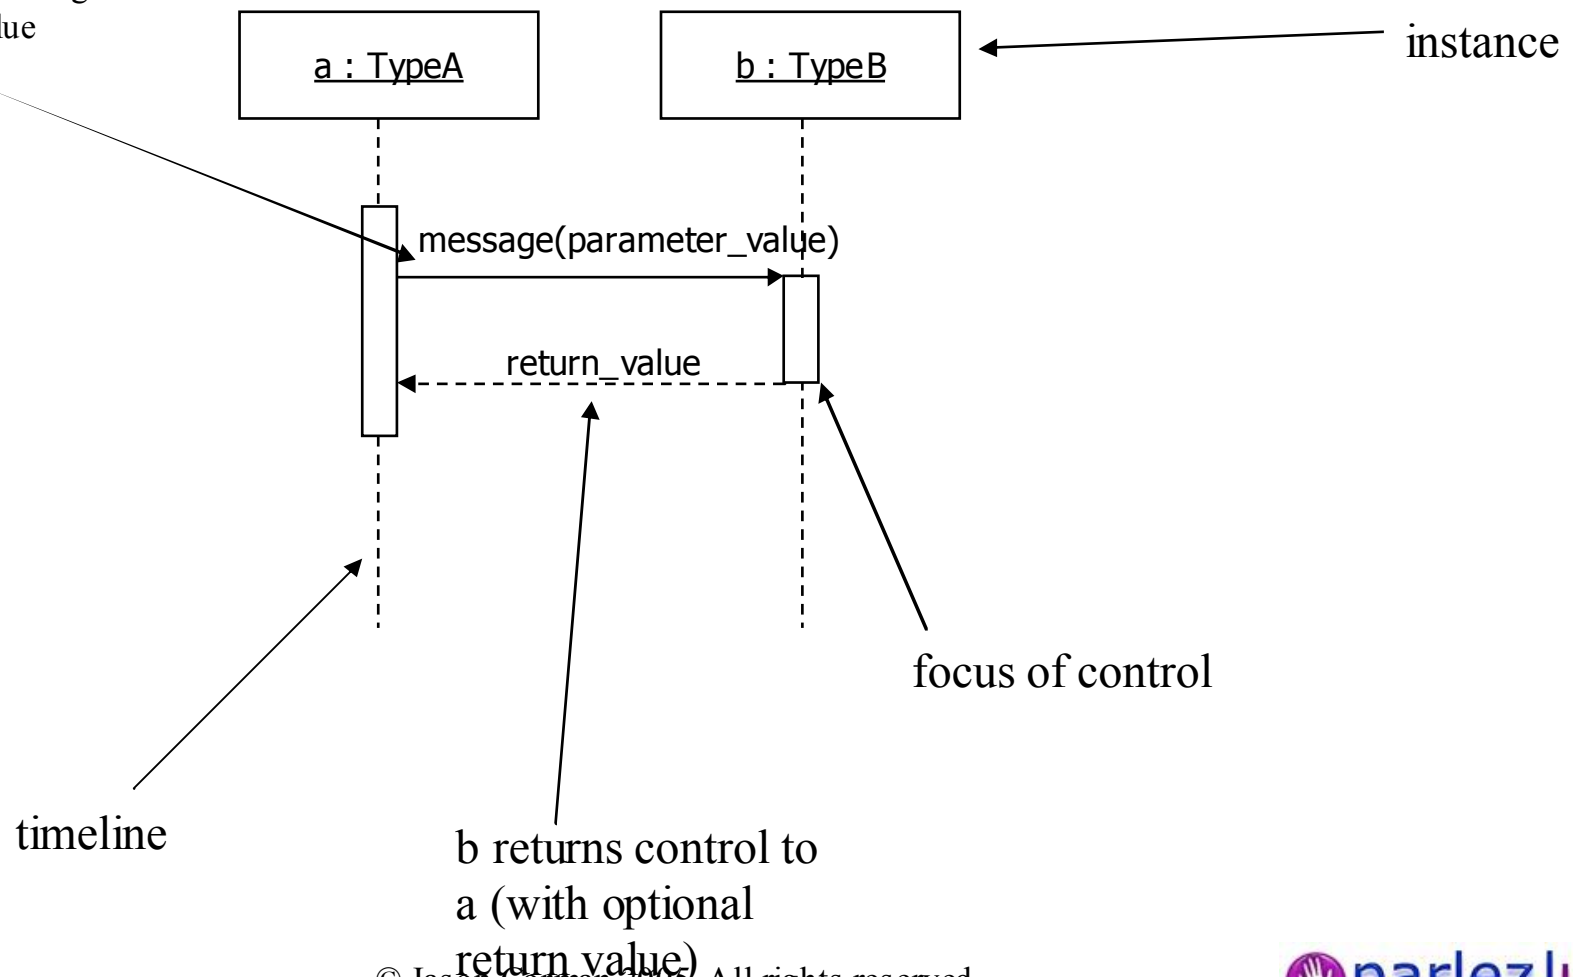 lue
a : TypeA
b : TypeB
instance
message(parameter_value)
return_value
focus of control
timeline
b returns control to
a (with optional
return value)
All rights reserved